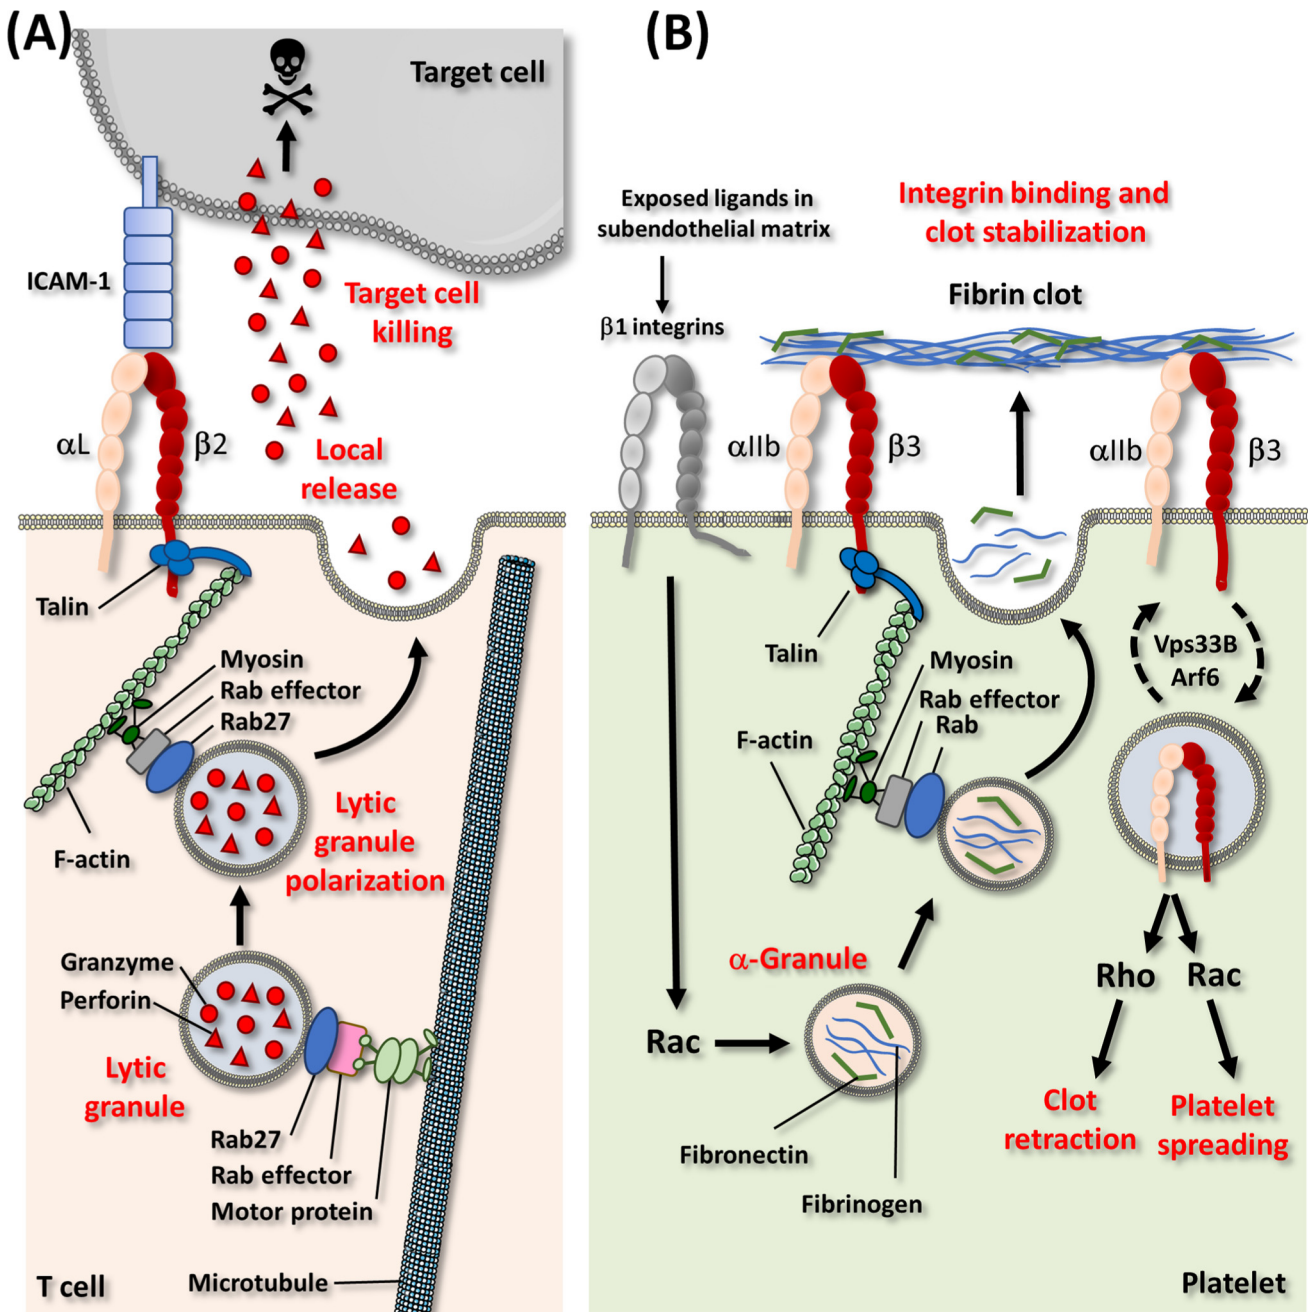 (A)
Target cell
ICAM-1
Target cell
killing
αL
β2
Local
release
Talin
Myosin
Rab effector
Rab27
F-actin
Lytic
granule
polarization
Granzyme
Perforin
Lytic
granule
Rab27
Rab effector
Motor protein
Microtubule
T cell
(B)
Exposed ligands in
subendothelial matrix
β1 integrins
Integrin binding and
clot stabilization
Fibrin clot
αIIb
β3
αIIb
β3
Talin
Myosin
Rab effector
Rab
F-actin
Vps33B
Arf6
α-Granule
Rac
Fibronectin
Fibrinogen
Rho
Rac
Clot
retraction
Platelet
spreading
Platelet